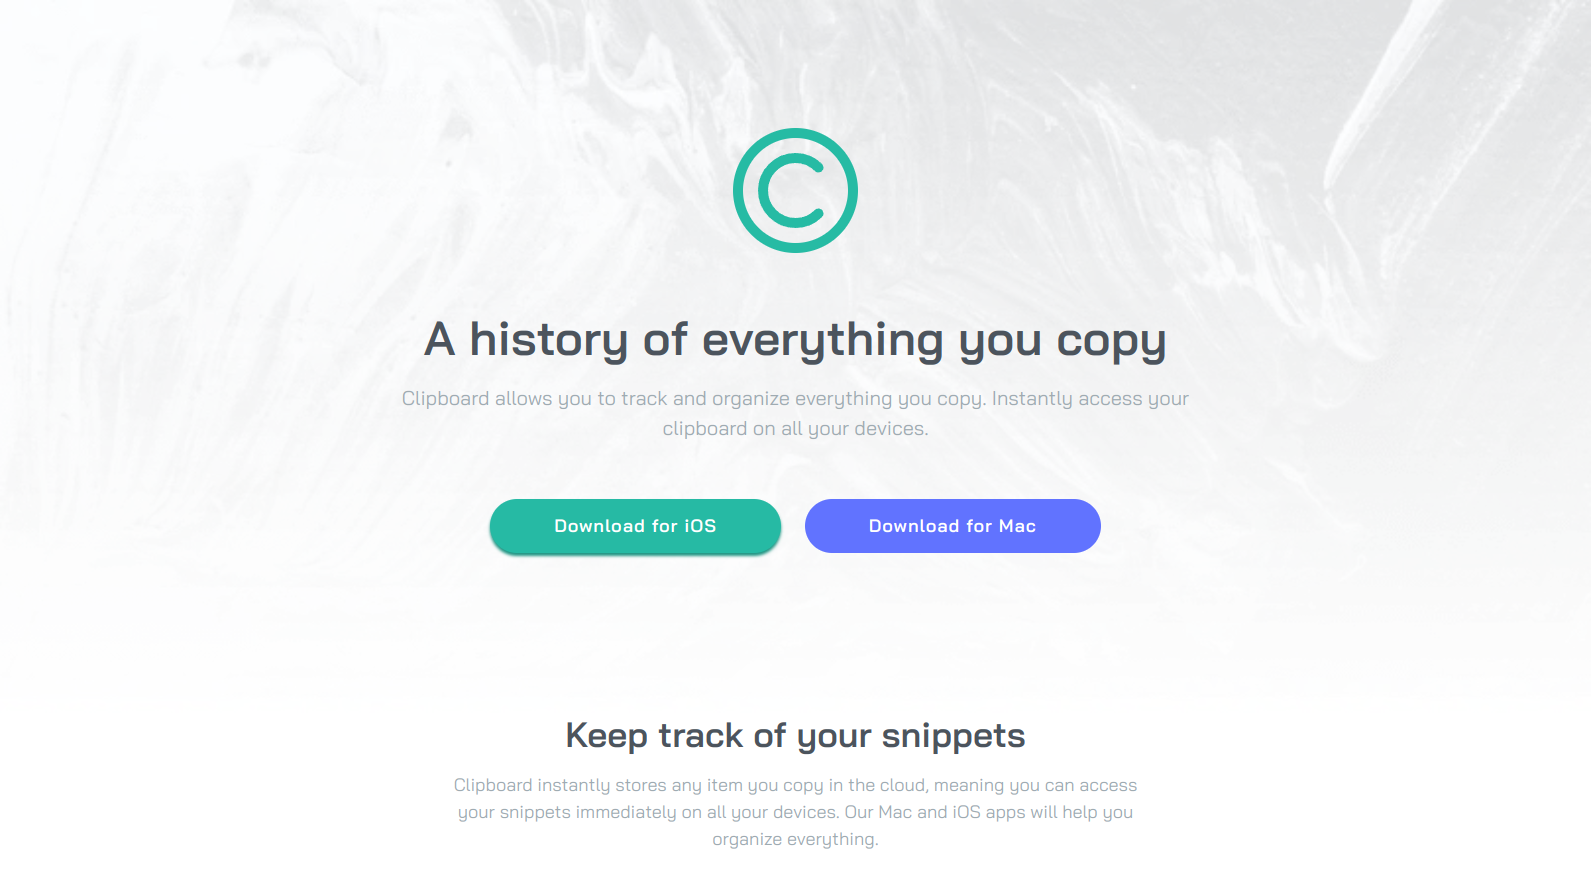 C
A history of everything you copy
Clipboard allows you to track and organize everything you copy. Instantly access your
clipboard on all your devices.
Download for iOS
Download for Mac
Keep track of your snippets
Clipboard instantly stores any item you copy in the cloud, meaning you can access
your snippets immediately on all your devices. Our Mac and iOS apps will help you
organize everything.